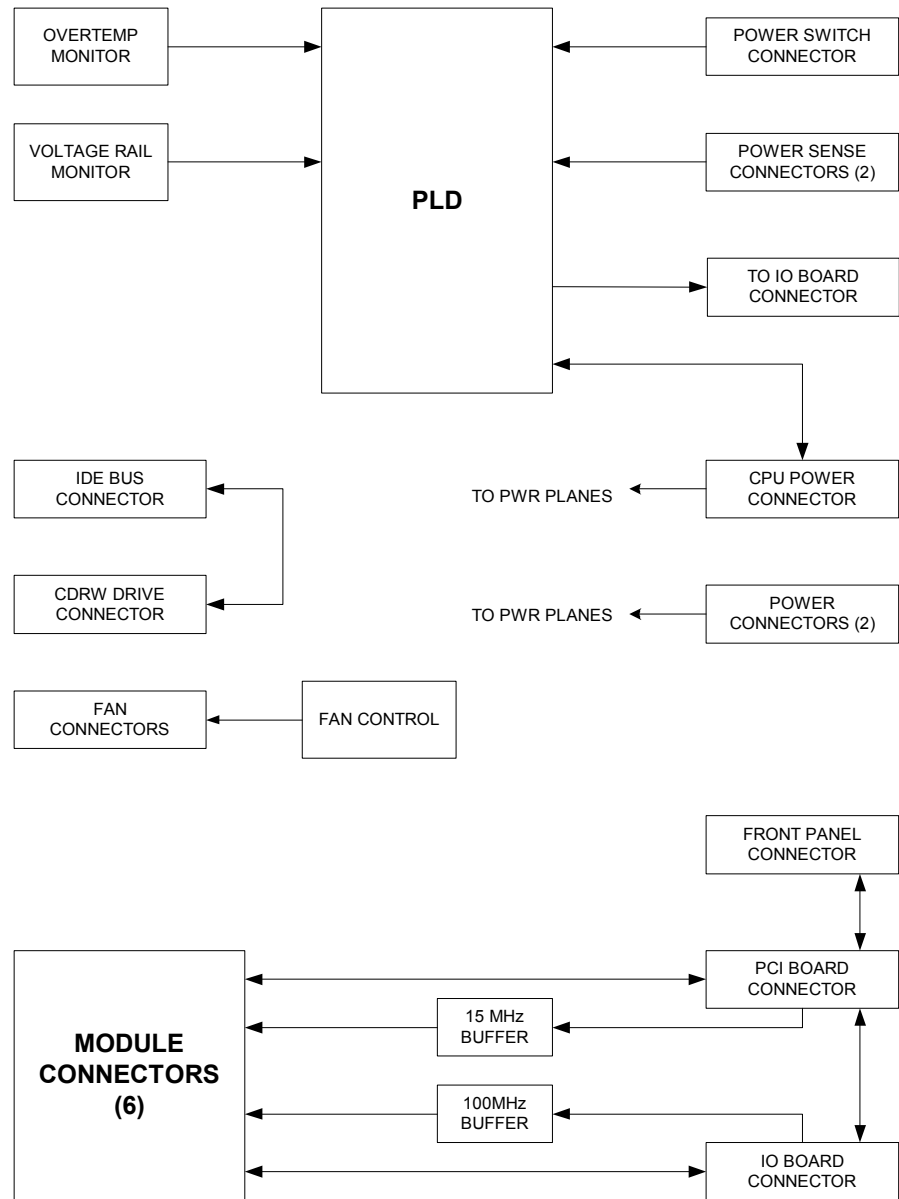 OVERTEMP
MONITOR
POWER SWITCH
CONNECTOR
VOLTAGE RAIL
MONITOR
PLD
POWER SENSE
CONNECTORS (2)
TO IO BOARD
CONNECTOR
IDE BUS
CONNECTOR
TO PWR PLANES
CPU POWER
CONNECTOR
CDRW DRIVE
CONNECTOR
TO PWR PLANES
POWER
CONNECTORS (2)
FAN
CONNECTORS
FAN CONTROL
FRONT PANEL
CONNECTOR
PCI BOARD
CONNECTOR
15 MHz
BUFFER
MODULE
CONNECTORS
(6)
100MHz
BUFFER
IO BOARD
CONNECTOR